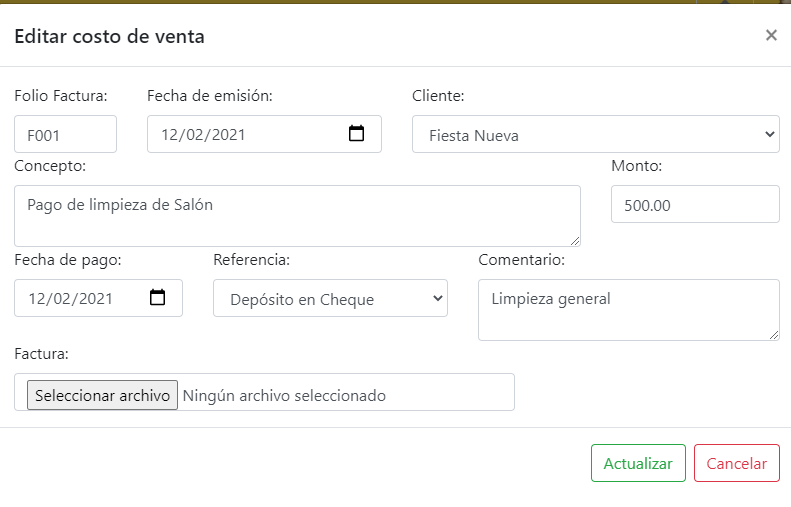 Editar costo de venta ×
Folio Factura: Fecha de emisión: Cliente:
F001 12/02/2021 Fiesta Nueva
Concepto: Monto:
Pago de limpieza de Salón 500.00
Fecha de pago: Referencia: Comentario:
12/02/2021 Depósito en Cheque Limpieza general
Factura:
Seleccionar archivo Ningún archivo seleccionado
Actualizar Cancelar